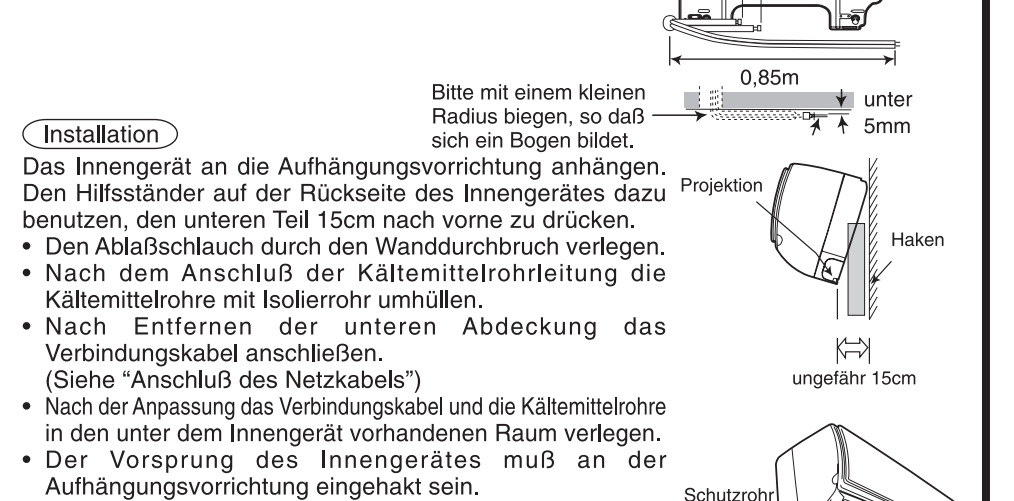 0,85m
Bitte mit einem kleinen
Radius biegen, so daß
sich ein Bogen bildet.
unter
5mm
Installation
Das Innengerät an die Aufhängungsvorrichtung anhängen.
Den Hilfsständer auf der Rückseite des Innengerätes dazu
benutzen, den unteren Teil 15cm nach vorne zu drücken.
• Den Ablaßschlauch durch den Wanddurchbruch verlegen.
• Nach dem Anschluß der Kältemittelrohrleitung die
Kältemittelrohre mit Isolierrohr umhüllen.
• Nach Entfernen der unteren Abdeckung das
Verbindungskabel anschließen.
(Siehe “Anschluß des Netzkabels”)
• Nach der Anpassung das Verbindungskabel und die Kältemittelrohre
in den unter dem Innengerät vorhandenen Raum verlegen.
• Der Vorsprung des Innengerätes muß an der
Aufhängungsvorrichtung eingehakt sein.
Projektion
Haken
ungefähr 15cm
Schutzrohr